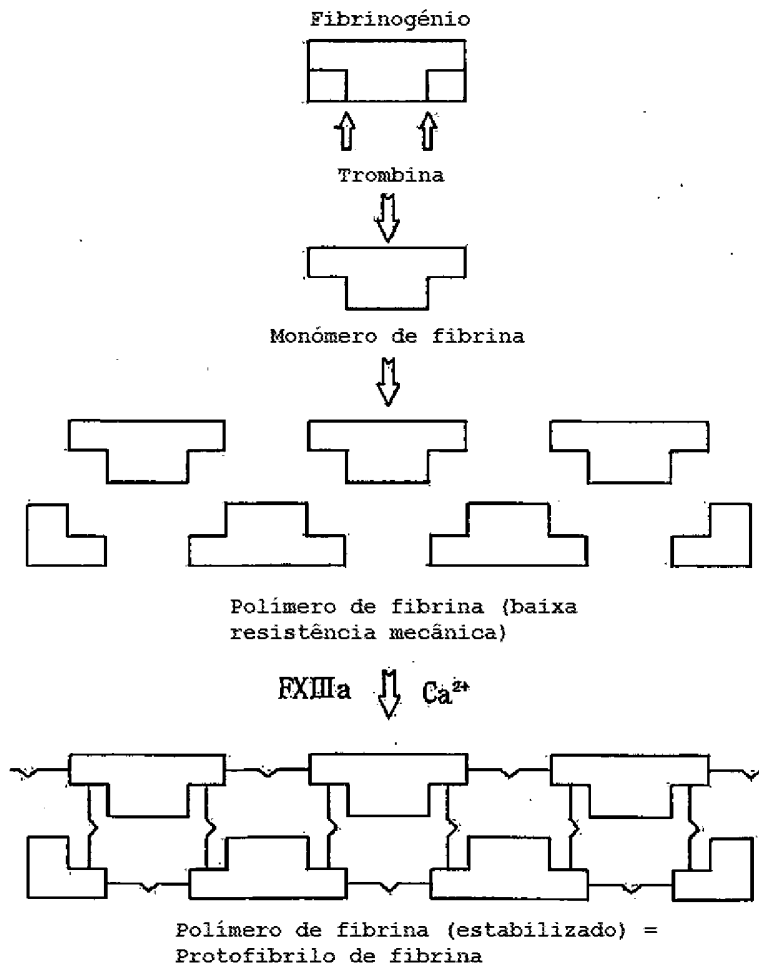 Fibrinogénio
Trombina
Monómero de fibrina
Polímero de fibrina (baixa
resistência mecânica)
FXIIIa Ca²⁺
Polímero de fibrina (estabilizado) =
Protofibrilo de fibrina